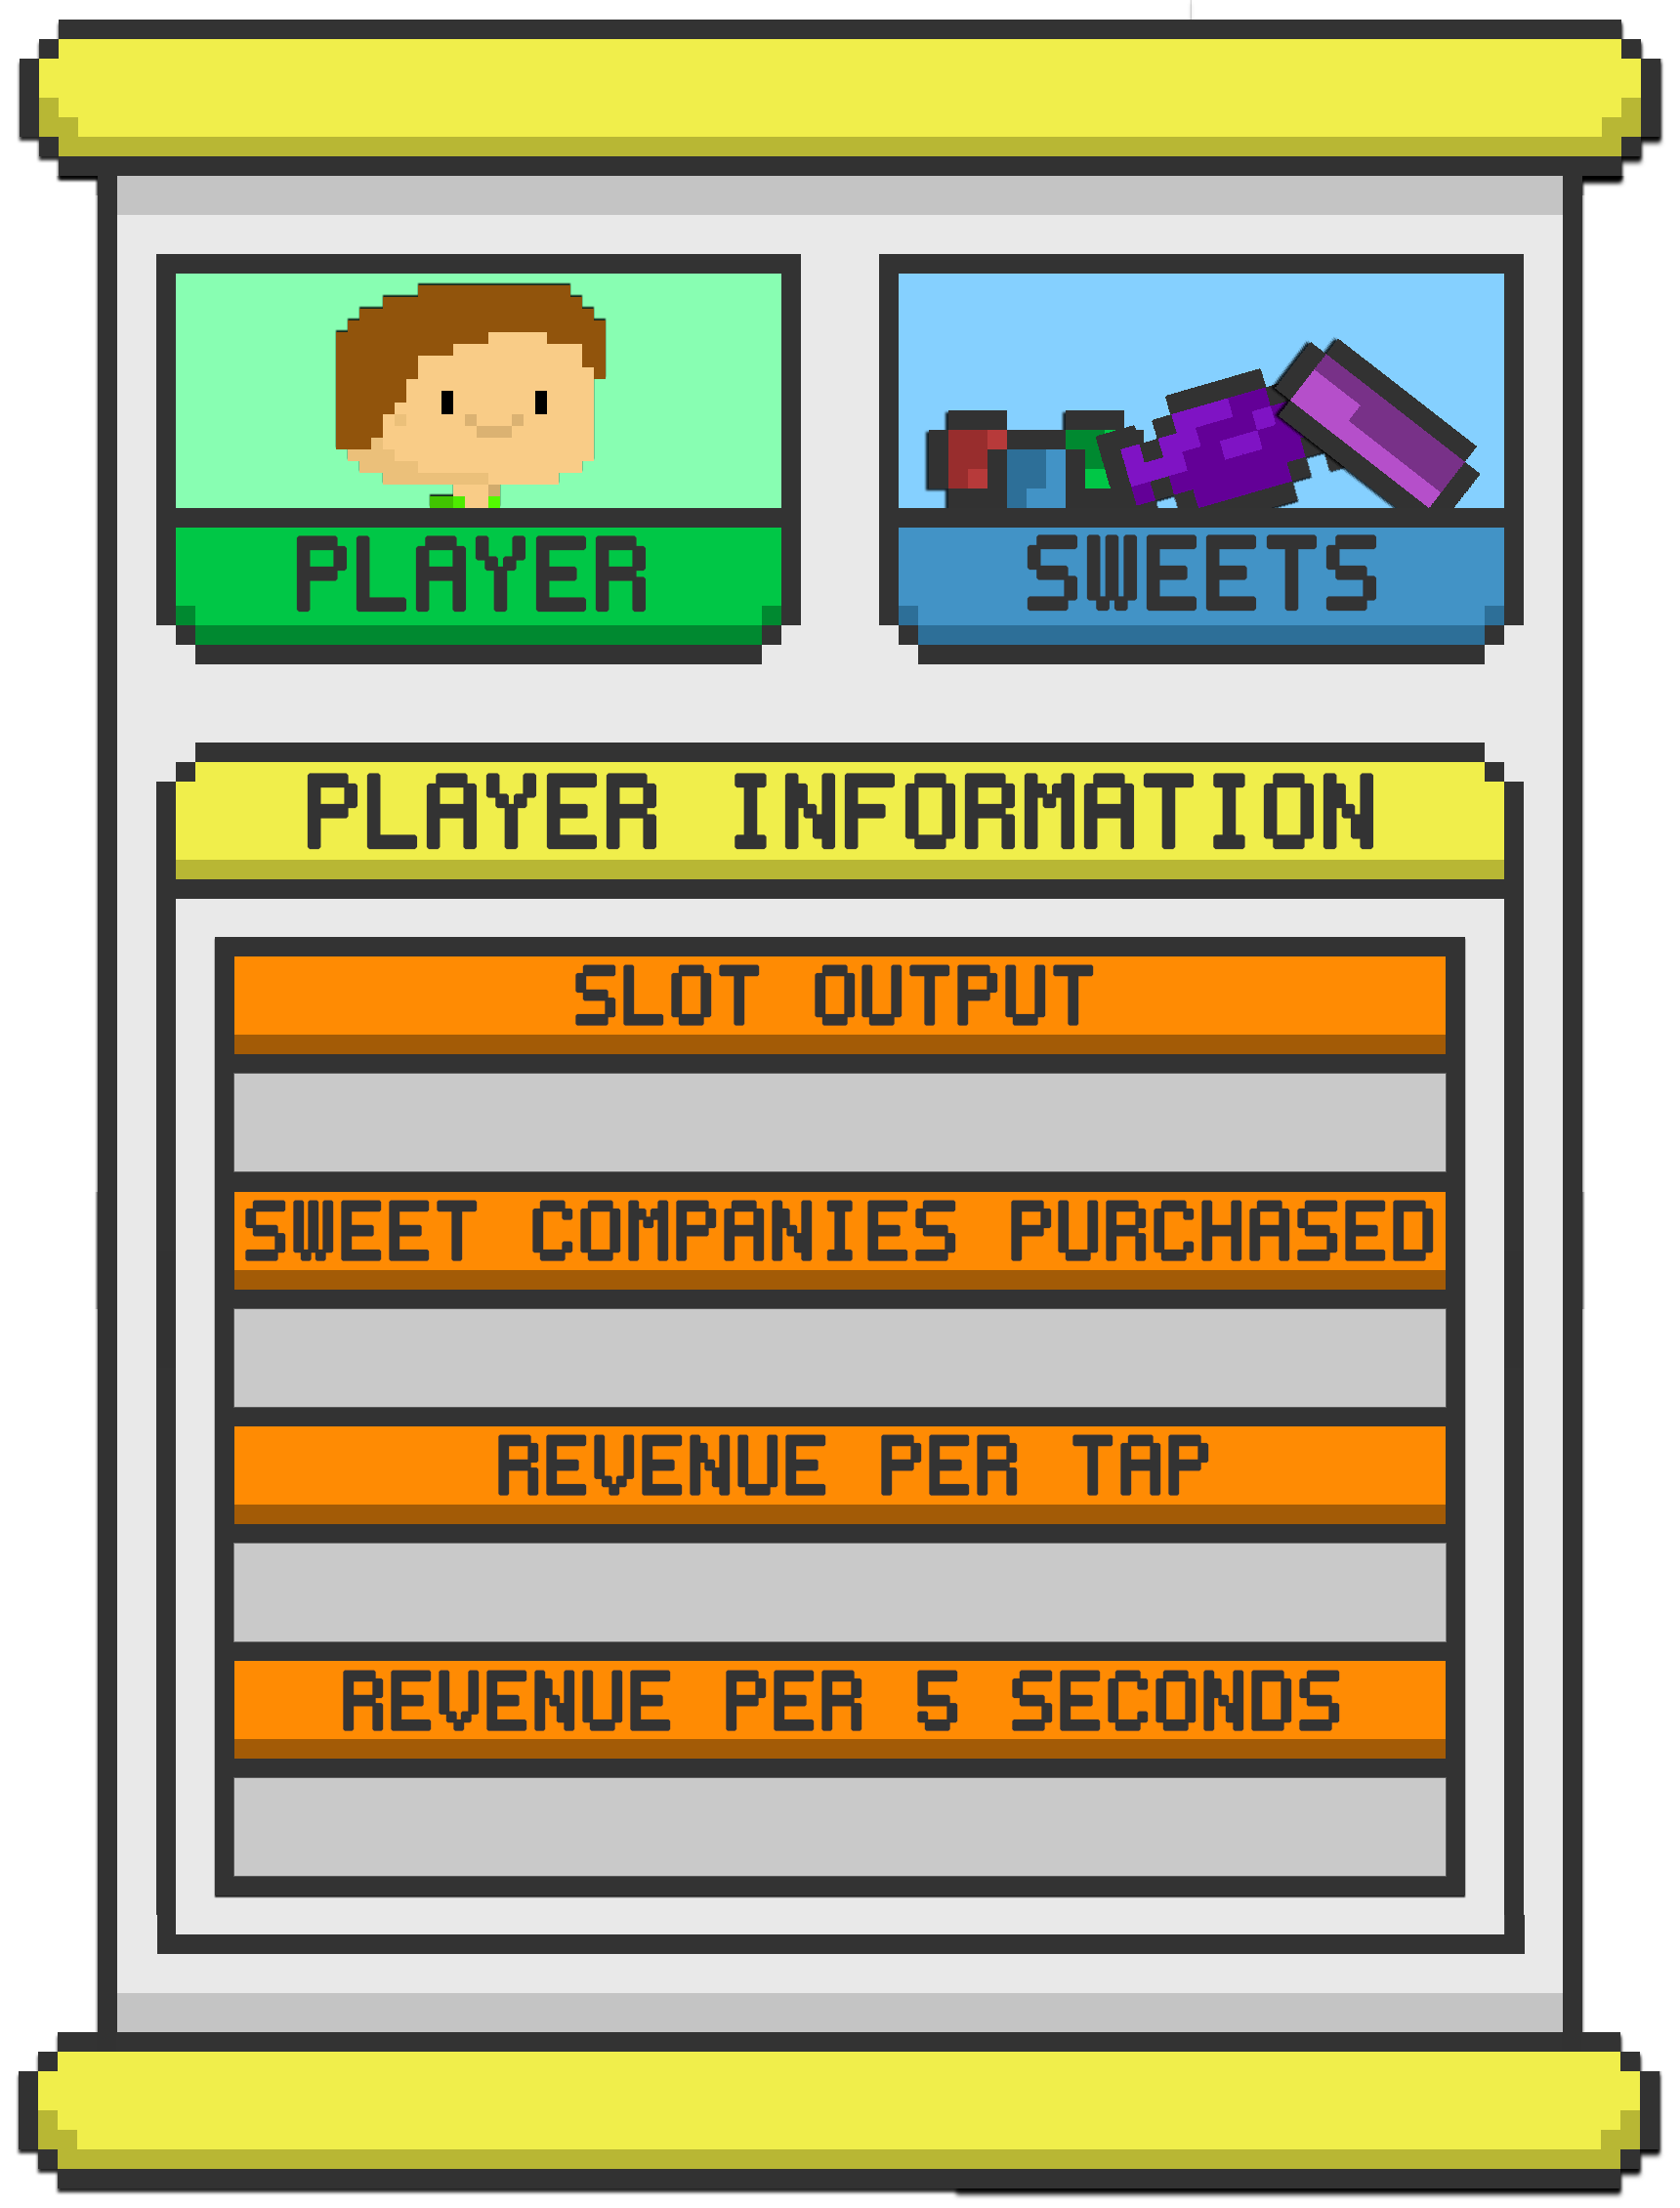 PLAYER
SWEETS
PLAYER INFORMATION
SLOT OUTPUT
SWEET COMPANIES PURCHASED
REVENUE PER TAP
REVENUE PER 5 SECONDS